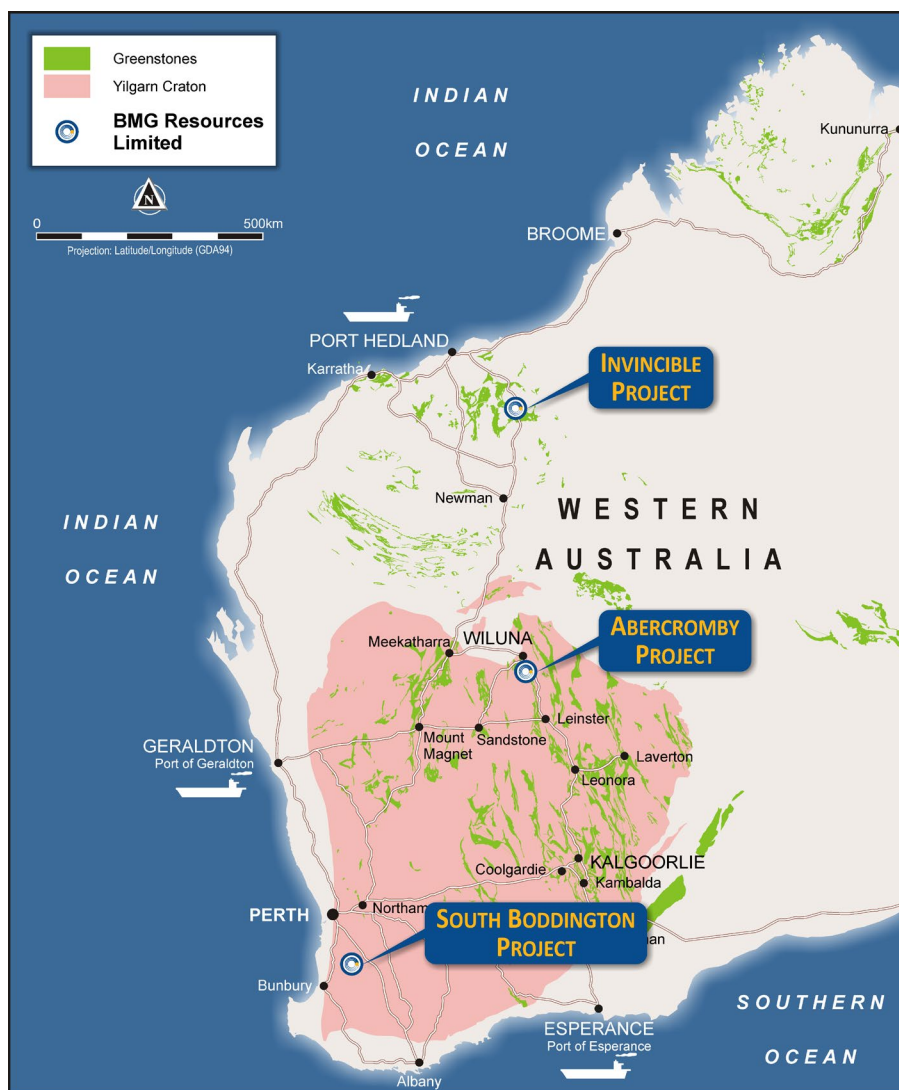 Greenstones
Yilgarn Craton
BMG Resources
Limited
N
0
500km
Projection: Latitude/Longitude (GDA94)
INDIAN
OCEAN
Kununurra
BROOME
PORT HEDLAND
Karratha
INVINCIBLE
PROJECT
Newman
WESTERN
AUSTRALIA
INDIAN
OCEAN
Meekatharra
WILUNA
ABERCROMBY
PROJECT
Mount
Magnet
Sandstone
Leinster
GERALDTON
Port of Geraldton
Laverton
Leonora
KALGOORLIE
Coolgardie
Kambalda
PERTH
Northam
SOUTH BODDINGTON
PROJECT
Bunbury
ESPERANCE
Port of Esperance
Albany
SOUTHERN
OCEAN